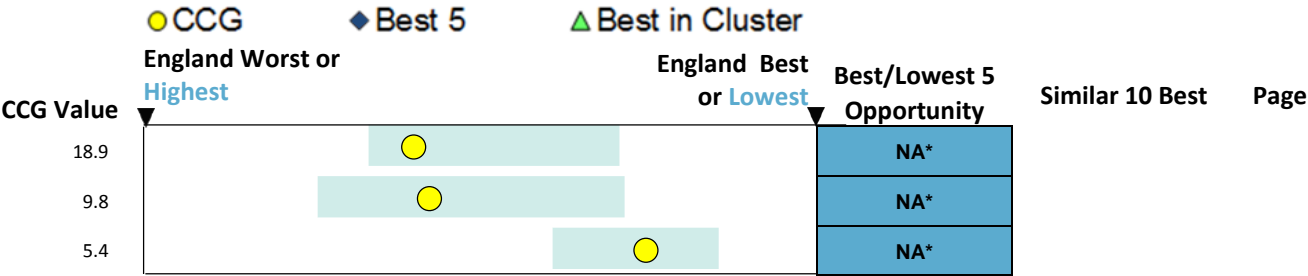 CCG Best 5 Best in Cluster
England Worst or Highest
England Best or Lowest
Best/Lowest 5 Opportunity
CCG Value Similar 10 Best Page
18.9 NA*
9.8 NA*
5.4 NA*